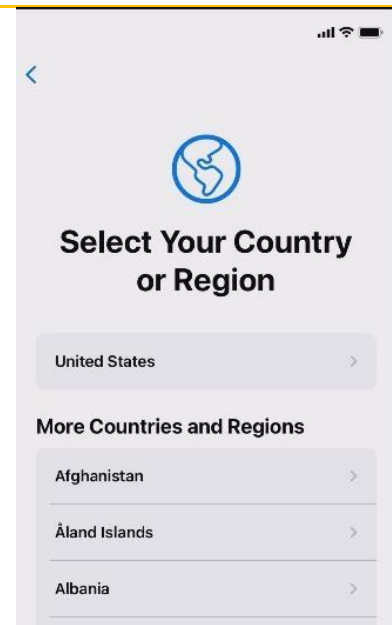 Select Your Country
or Region
United States
More Countries and Regions
Afghanistan
Åland Islands
Albania